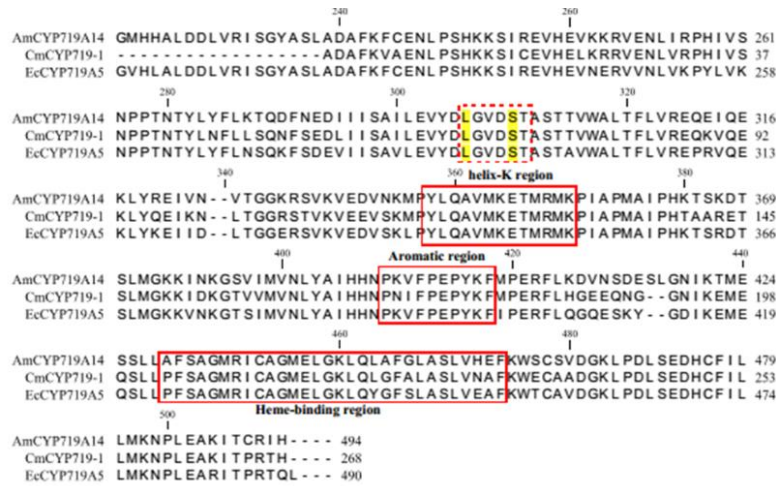 240 260
AmCYP719A14 GMHHALDDLVRISGYASLADAFKFCENLPSHKKSIREVHEVKKRVENLIRPHIVS 261
CmCYP719-1 ------------------ADAFKVAENLPSHKKSICEVHELKRRVENLIRPHIVS 37
EcCYP719A5 GVHLALDDLVRISGYASLADAFKFCENLPSHKKSIREVHEVNERVVNLVKPYLVK 258
280 300 320
AmCYP719A14 NPPTNTYLYFLKTQDFNEDIIISAILEVYDLGVDSTASTTVWALTFLVREQEIQE 316
CmCYP719-1 NPPTNTYLNFLLSQNFSEDLIISAILEVYDLGVDSTASTTVWALTFLVREQEVQE 92
EcCYP719A5 NPPTNTYLYFLLSQKFSDEVIISAVLEVYDLGVDSTASTAVWALTFLVREPRVQE 313
340 360 helix-K region 380
AmCYP719A14 KLYREIVN--VTGGKRSVKVEDVNKMPYLQAVMKETMRMKPIAPMAIPHKTSKDT 369
CmCYP719-1 KLYQEIKN--LTGGRSTVKVEEVSKMPYLQAVMKETMRMKPIAPMAIPHTAARET 145
EcCYP719A5 KLYKEIID--LTGGERSVKVEDVSKLPYLQAVMKETMRMKPIAPMAIPHKTSRDT 366
400 Aromatic region 420 440
AmCYP719A14 SLMGKKINKGSVIMVNLYAIHHNPKVFPEPYKFMPERFLKDVNSDESLGNIKTME 424
CmCYP719-1 SLMGKKIDKGTVVMVNLYAIHHNPNIFPEPYKFMPERFLHGEEQNG--GNIKEME 198
EcCYP719A5 SLMGKKVNKGTSIMVNLYAIHHNPKVFPEPYKFIPERFLQGQESKY--GDIKEME 419
460 480
AmCYP719A14 SSLLAFSAGMRICAGMELGKLQLAFGLASLVHEFKWSCSVDGKLPDLSEDHCFIL 479
CmCYP719-1 QSLLPFSAGMRICAGMELGKLQLGFALASLVNAFKWECAADGKLPDLSEDHCFIL 253
EcCYP719A5 QSLLPFSAGMRICAGMELGKLQYGFSLASLVEAFKWTCAVDGKLPDLSEDHCFIL 474
500 Heme-binding region
AmCYP719A14 LMKNPLEAKITCRIH---- 494
CmCYP719-1 LMKNPLEAKITPRTH---- 268
EcCYP719A5 LMKNPLEARITPRTQL--- 490